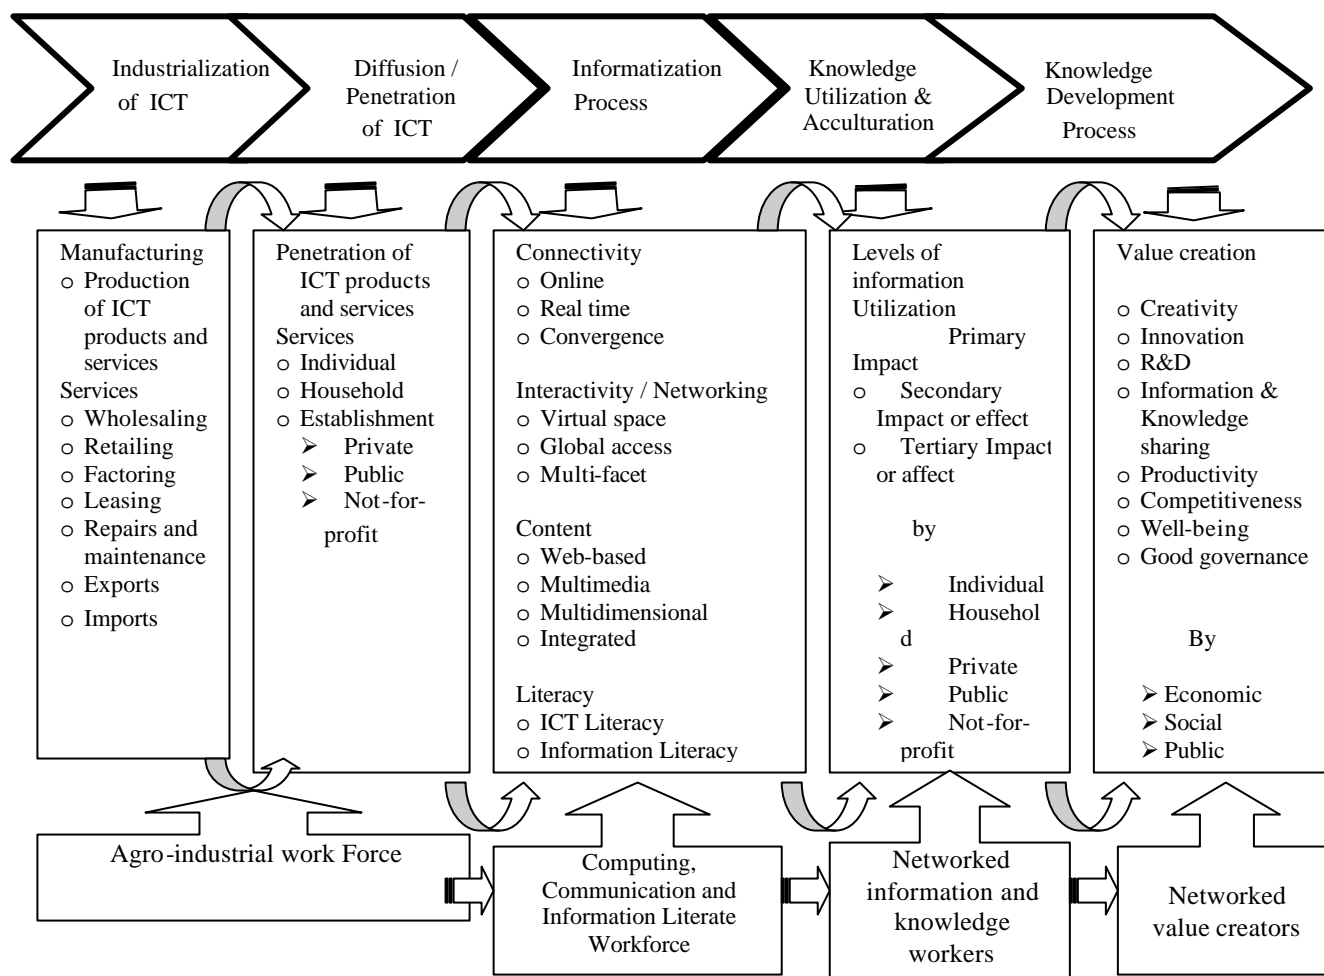 Industrialization
of ICT
Diffusion /
Penetration
of ICT
Informatization
Process
Knowledge
Utilization &
Acculturation
Knowledge
Development
Process
Manufacturing
o Production
of ICT
products and
services
Services
o Wholesaling
o Retailing
o Factoring
o Leasing
o Repairs and
maintenance
o Exports
o Imports
Penetration of
ICT products
and services
Services
o Individual
o Household
o Establishment
➢ Private
➢ Public
➢ Not-for-
profit
Connectivity
o Online
o Real time
o Convergence
Interactivity / Networking
o Virtual space
o Global access
o Multi-facet
Content
o Web-based
o Multimedia
o Multidimensional
o Integrated
Literacy
o ICT Literacy
o Information Literacy
Levels of
information
Utilization
Primary
Impact
o Secondary
Impact or effect
o Tertiary Impact
or affect
by
➢ Individual
➢ Househol
d
➢ Private
➢ Public
➢ Not-for-
profit
Value creation
o Creativity
o Innovation
o R&D
o Information &
Knowledge
sharing
o Productivity
o Competitiveness
o Well-being
o Good governance
By
➢ Economic
➢ Social
➢ Public
Agro-industrial work Force
Computing,
Communication and
Information Literate
Workforce
Networked
information and
knowledge
workers
Networked
value creators